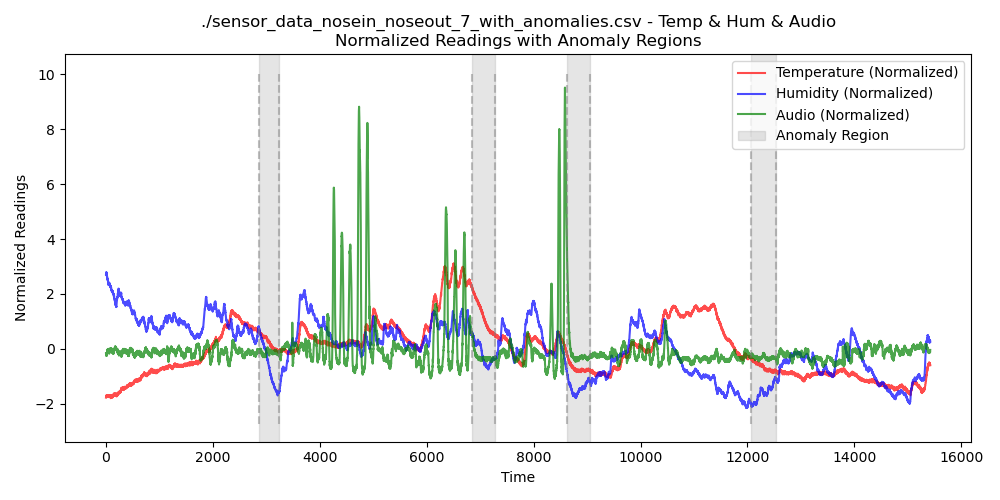 ./sensor_data_nosein_noseout_7_with_anomalies.csv - Temp & Hum & Audio
Normalized Readings with Anomaly Regions
Temperature (Normalized)
Humidity (Normalized)
Audio (Normalized)
Anomaly Region
Normalized Readings
10
8
6
4
2
0
−2
0 2000 4000 6000 8000 10000 12000 14000 16000
Time